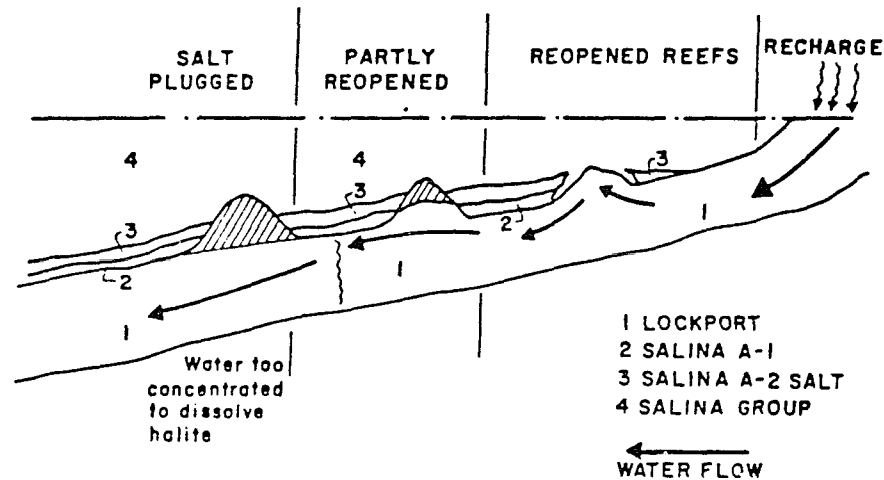 SALT
PLUGGED
PARTLY
REOPENED
REOPENED REEFS
RECHARGE
4
4
3
3
3
2
2
1
1
1
Water too
concentrated
to dissolve
halite
1 LOCKPORT
2 SALINA A-1
3 SALINA A-2 SALT
4 SALINA GROUP
WATER FLOW